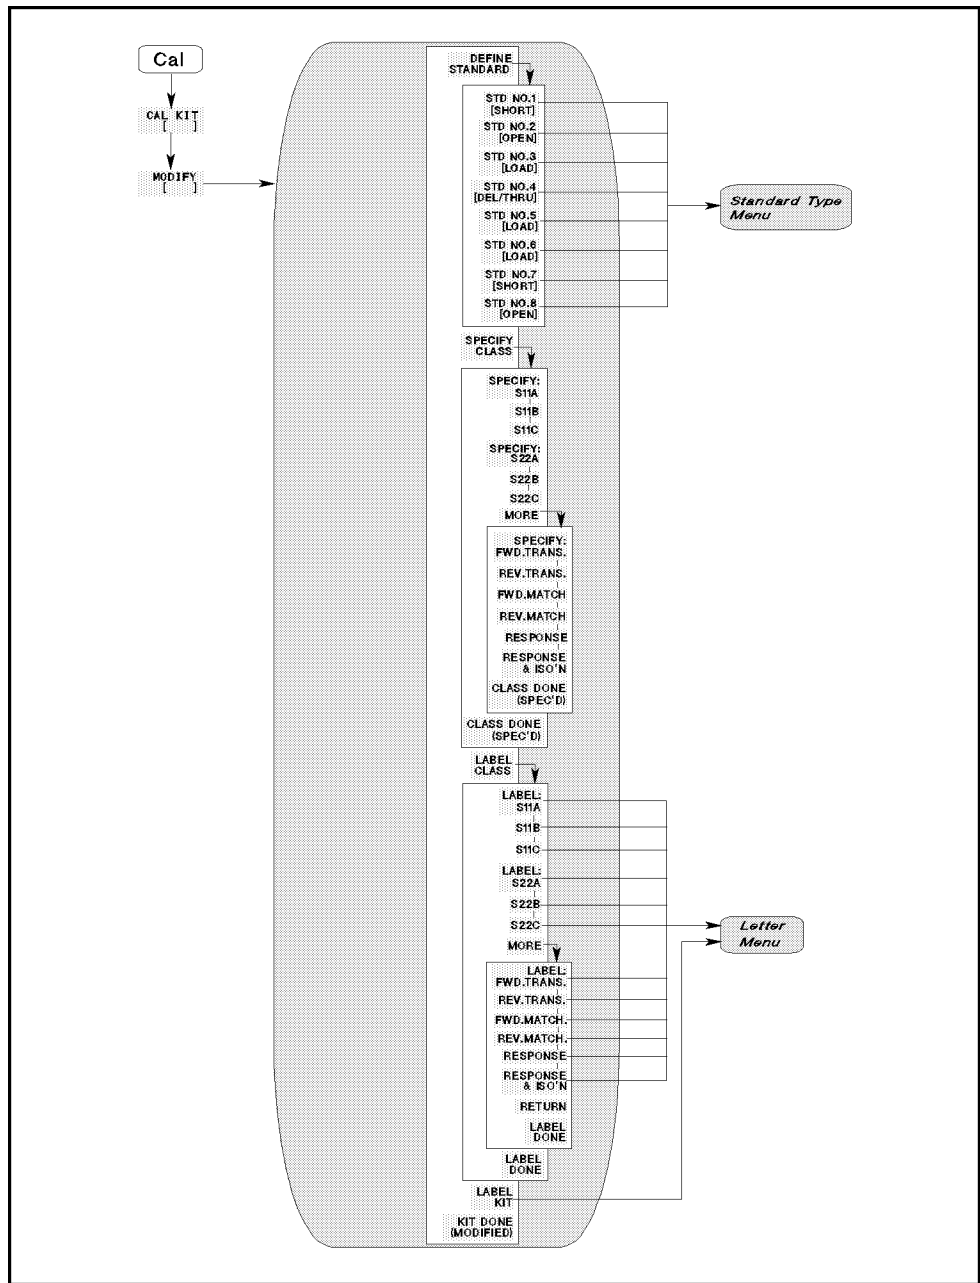 Cal
CAL KIT
[ ]
MODIFY
[ ]
DEFINE
STANDARD
STD NO.1
[SHORT]
STD NO.2
[OPEN]
STD NO.3
[LOAD]
STD NO.4
[DEL/THRU]
STD NO.5
[LOAD]
STD NO.6
[LOAD]
STD NO.7
[SHORT]
STD NO.8
[OPEN]
Standard Type
Menu
SPECIFY
CLASS
SPECIFY:
S11A
S11B
S11C
SPECIFY:
S22A
S22B
S22C
MORE
SPECIFY:
FWD.TRANS.
REV.TRANS.
FWD.MATCH
REV.MATCH
RESPONSE
RESPONSE
& ISO'N
CLASS DONE
(SPEC'D)
CLASS DONE
(SPEC'D)
LABEL
CLASS
LABEL:
S11A
S11B
S11C
LABEL:
S22A
S22B
S22C
MORE
Letter
Menu
LABEL:
FWD.TRANS.
REV.TRANS.
FWD.MATCH.
REV.MATCH.
RESPONSE
RESPONSE
& ISO'N
RETURN
LABEL
DONE
LABEL
DONE
LABEL
KIT
KIT DONE
(MODIFIED)